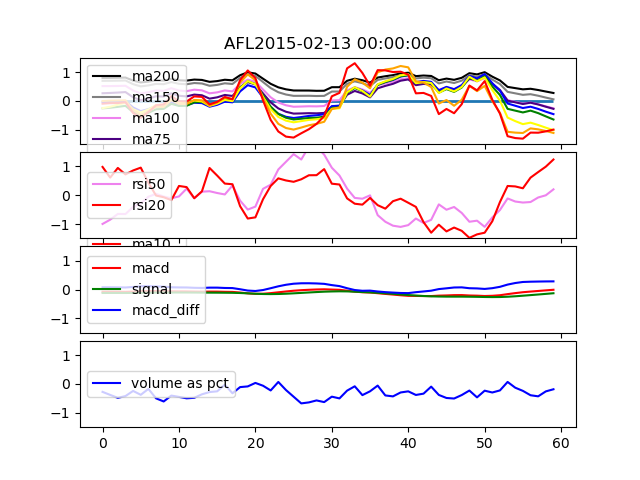 AFL2015-02-13 00:00:00
1
0
−1
ma200
ma150
ma100
ma75
1
0
−1
rsi50
rsi20
ma10
1
0
−1
macd
signal
macd_diff
1
0
−1
volume as pct
0 10 20 30 40 50 60